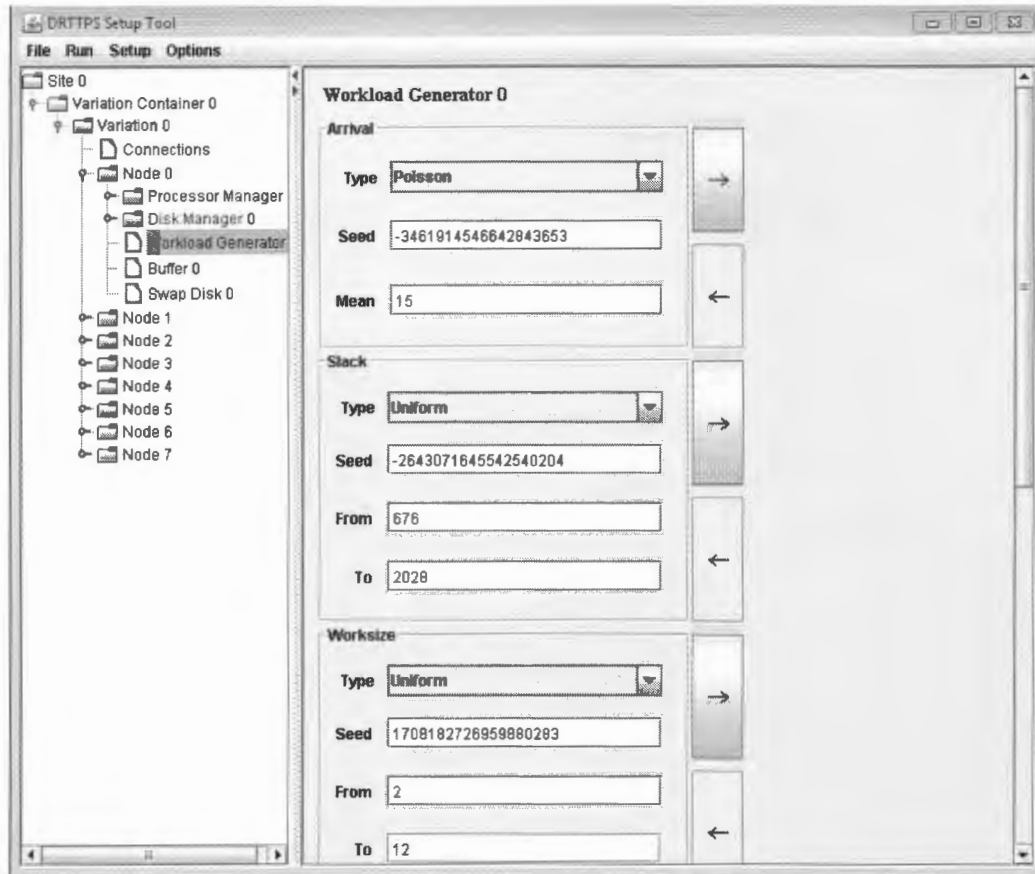 DRTTPS Setup Tool
File Run Setup Options
Site 0
Variation Container 0
Variation 0
Connections
Node 0
Processor Manager
Disk Manager 0
Workload Generator
Buffer 0
Swap Disk 0
Node 1
Node 2
Node 3
Node 4
Node 5
Node 6
Node 7
Workload Generator 0
Arrival
Type Poisson
Seed -3461914546642843653
Mean 15
Slack
Type Uniform
Seed -2643071645542540204
From 676
To 2028
Worksize
Type Uniform
Seed 1708182726959880283
From 2
To 12